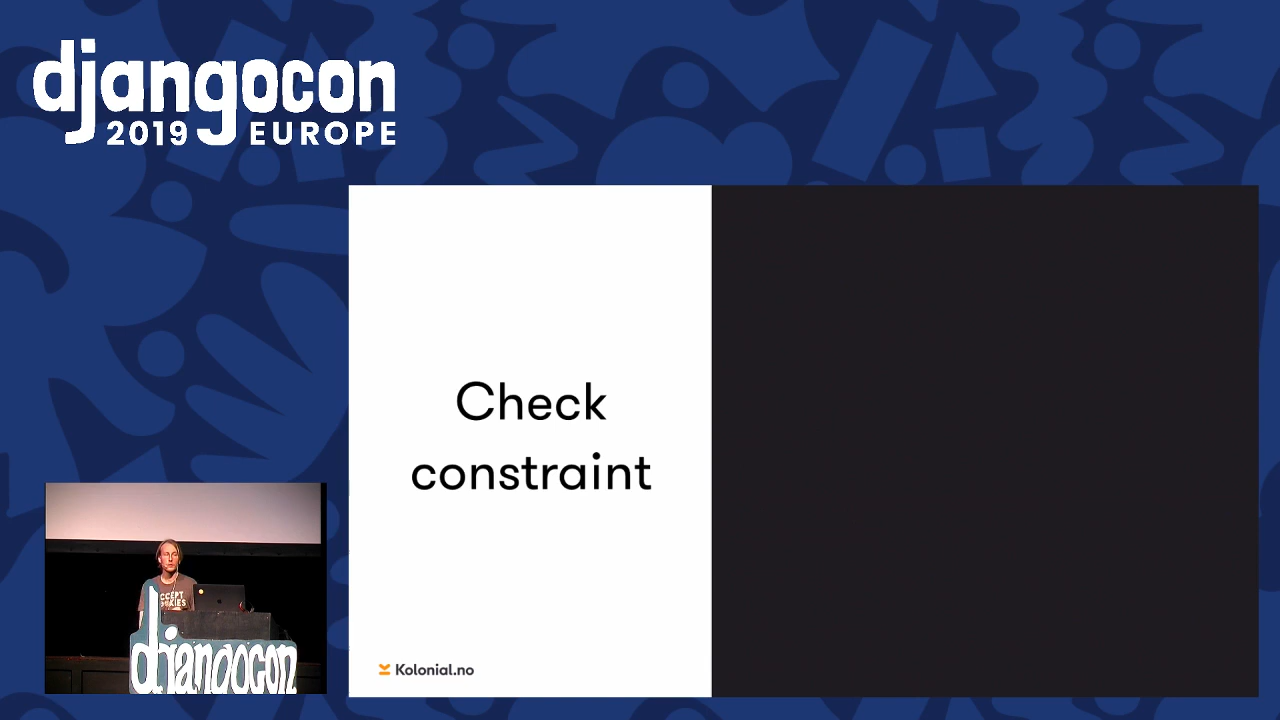 djangocon
2019 EUROPE
Check
constraint
Kolonial.no
djangocon